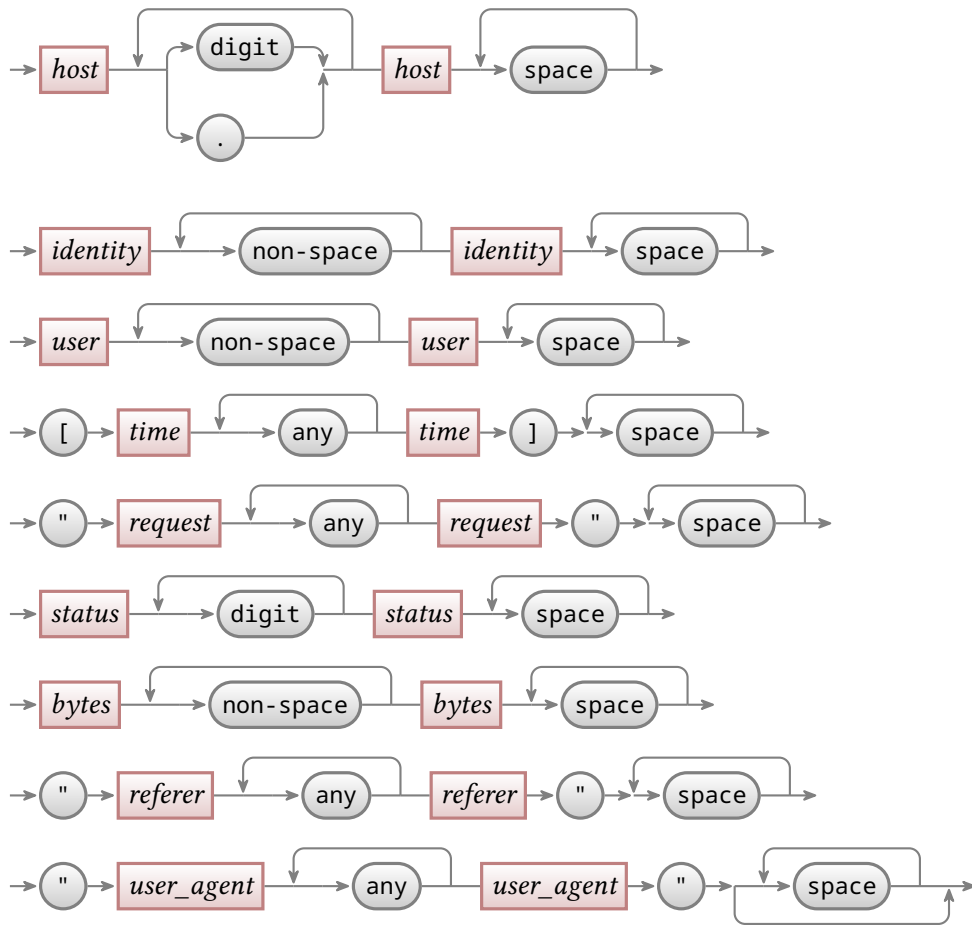 host digit host space
.
identity non-space identity space
user non-space user space
[ time any time ] space
" request any request " space
status digit status space
bytes non-space bytes space
" referer any referer " space
" user_agent any user_agent " space